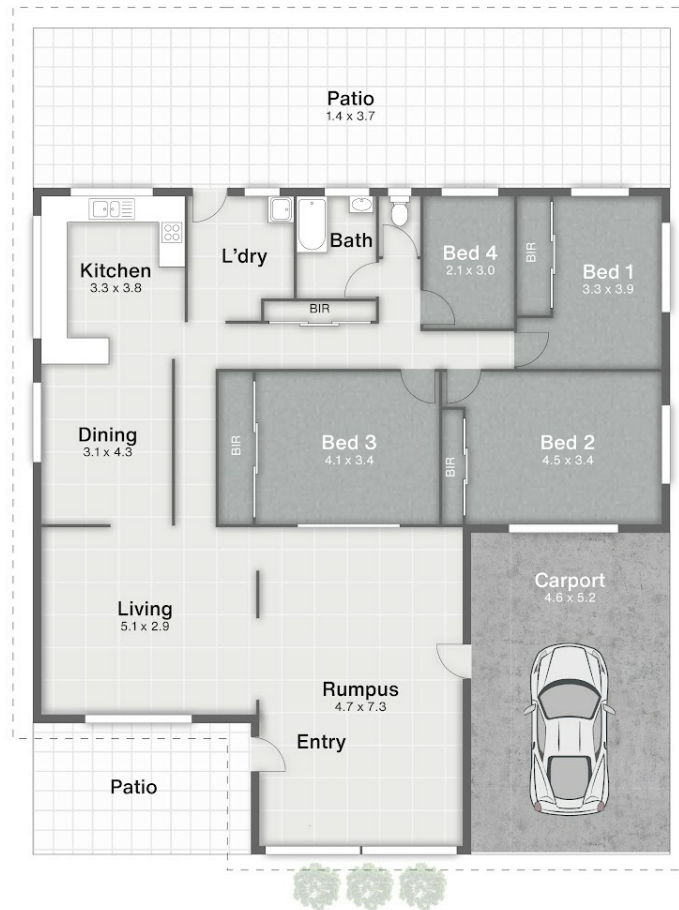 Patio
1.4 x 3.7
Kitchen
3.3 x 3.8
L'dry
Bath
BIR
Bed 4
2.1 x 3.0
BIR
Bed 1
3.3 x 3.9
Dining
3.1 x 4.3
BIR
Bed 3
4.1 x 3.4
BIR
Bed 2
4.5 x 3.4
Living
5.1 x 2.9
Carport
4.6 x 5.2
Rumpus
4.7 x 7.3
Entry
Patio